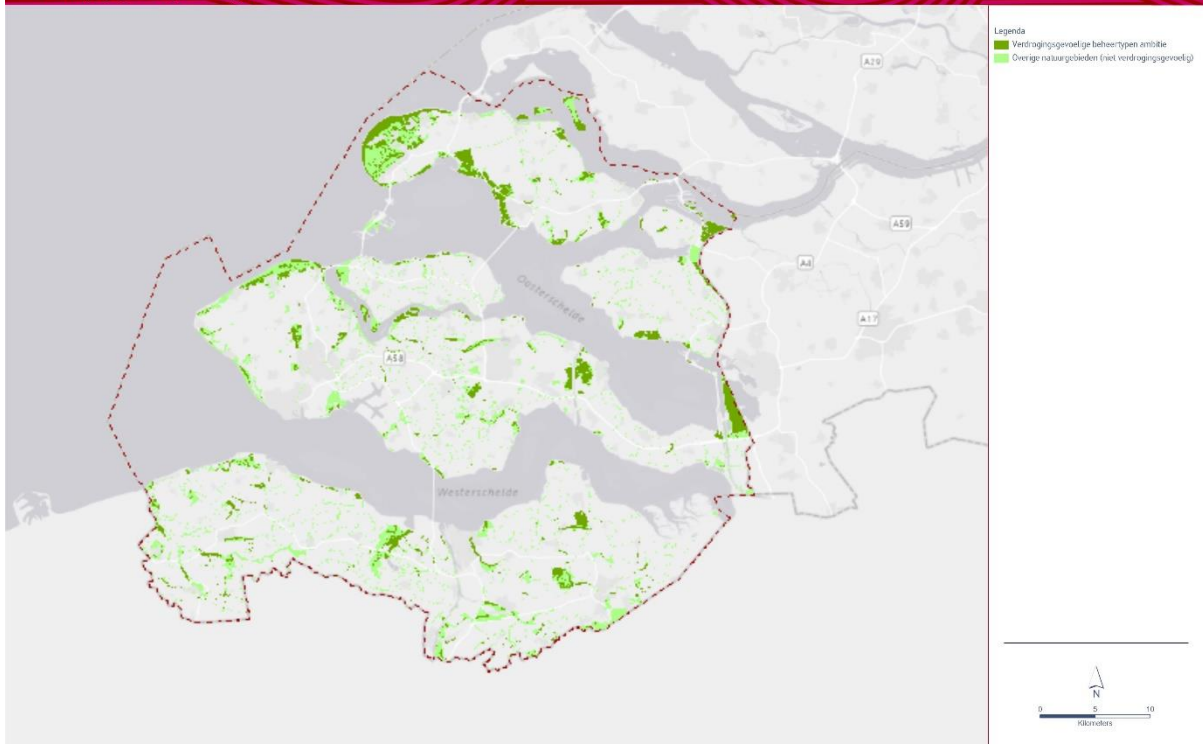 Legenda
Verdrogingsgevoelige beheertypen ambitie
Overige natuurgebieden (niet verdrogingsgevoelig)
A29
A59
A4
A17
Oosterschelde
A58
Westerschelde
N
0 5 10
Kilometers